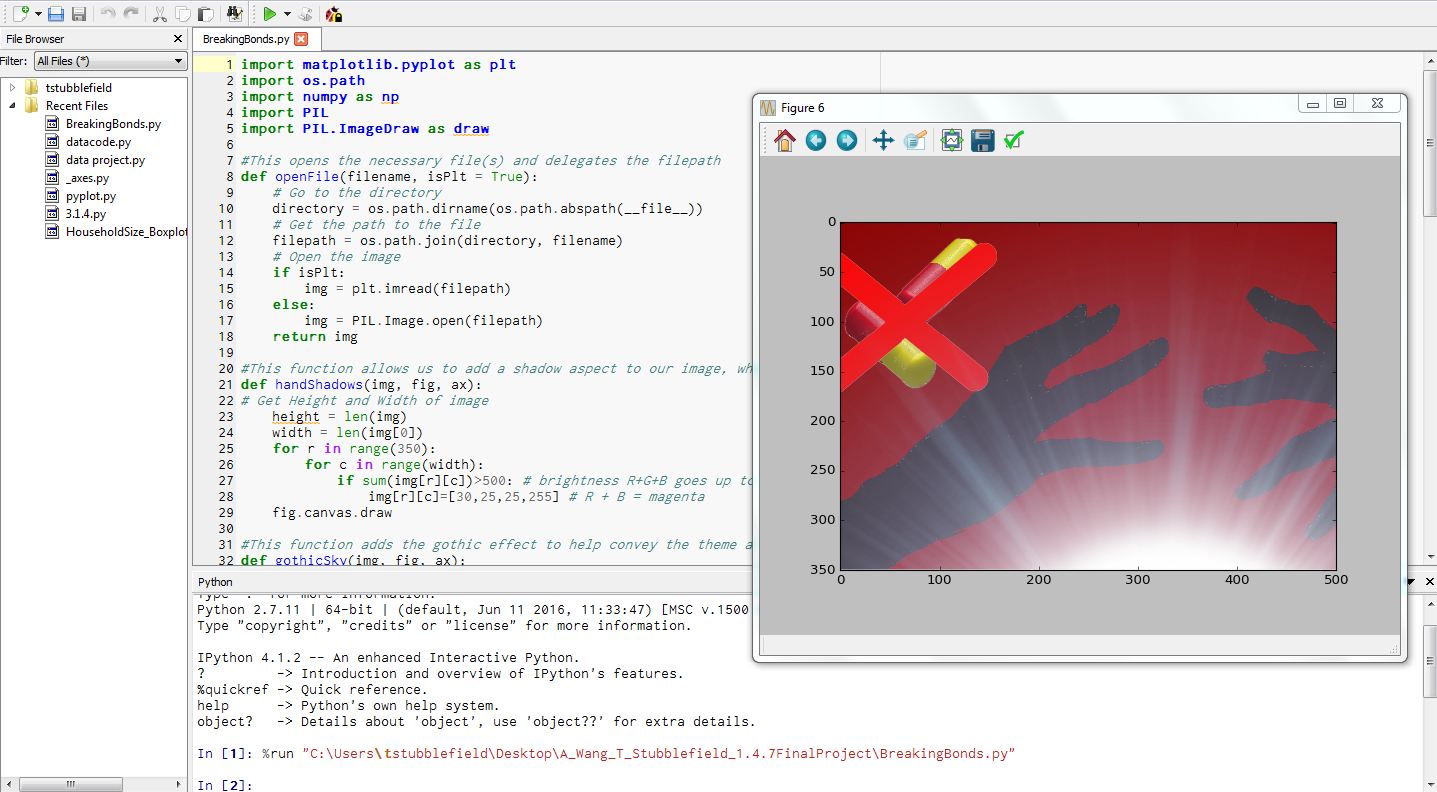 File Browser
Filter: All Files (*)
tstubblefield
Recent Files
BreakingBonds.py
datacode.py
data project.py
_axes.py
pyplot.py
3.1.4.py
HouseholdSize_Boxplot
BreakingBonds.py
1 import matplotlib.pyplot as plt
2 import os.path
3 import numpy as np
4 import PIL
5 import PIL.ImageDraw as draw
6
7 #This opens the necessary file(s) and delegates the filepath
8 def openFile(filename, isPlt = True):
9 # Go to the directory
10 directory = os.path.dirname(os.path.abspath(__file__))
11 # Get the path to the file
12 filepath = os.path.join(directory, filename)
13 # Open the image
14 if isPlt:
15 img = plt.imread(filepath)
16 else:
17 img = PIL.Image.open(filepath)
18 return img
19
20 #This function allows us to add a shadow aspect to our image, wh
21 def handShadows(img, fig, ax):
22 # Get Height and Width of image
23 height = len(img)
24 width = len(img[0])
25 for r in range(350):
26 for c in range(width):
27 if sum(img[r][c])>500: # brightness R+G+B goes up to
28 img[r][c]=[30,25,25,255] # R + B = magenta
29 fig.canvas.draw
30
31 #This function adds the gothic effect to help convey the theme a
32 def gothicSky(img, fig, ax):
Figure 6
0
50
100
150
200
250
300
350
0 100 200 300 400 500
Python
Type '?' for more information.
Python 2.7.11 | 64-bit | (default, Jun 11 2016, 11:33:47) [MSC v.1500
Type "copyright", "credits" or "license" for more information.
IPython 4.1.2 -- An enhanced Interactive Python.
? -> Introduction and overview of IPython's features.
%quickref -> Quick reference.
help -> Python's own help system.
object? -> Details about 'object', use 'object??' for extra details.
In [1]: %run "C:\Users\tstubblefield\Desktop\A_Wang_T_Stubblefield_1.4.7FinalProject\BreakingBonds.py"
In [2]: